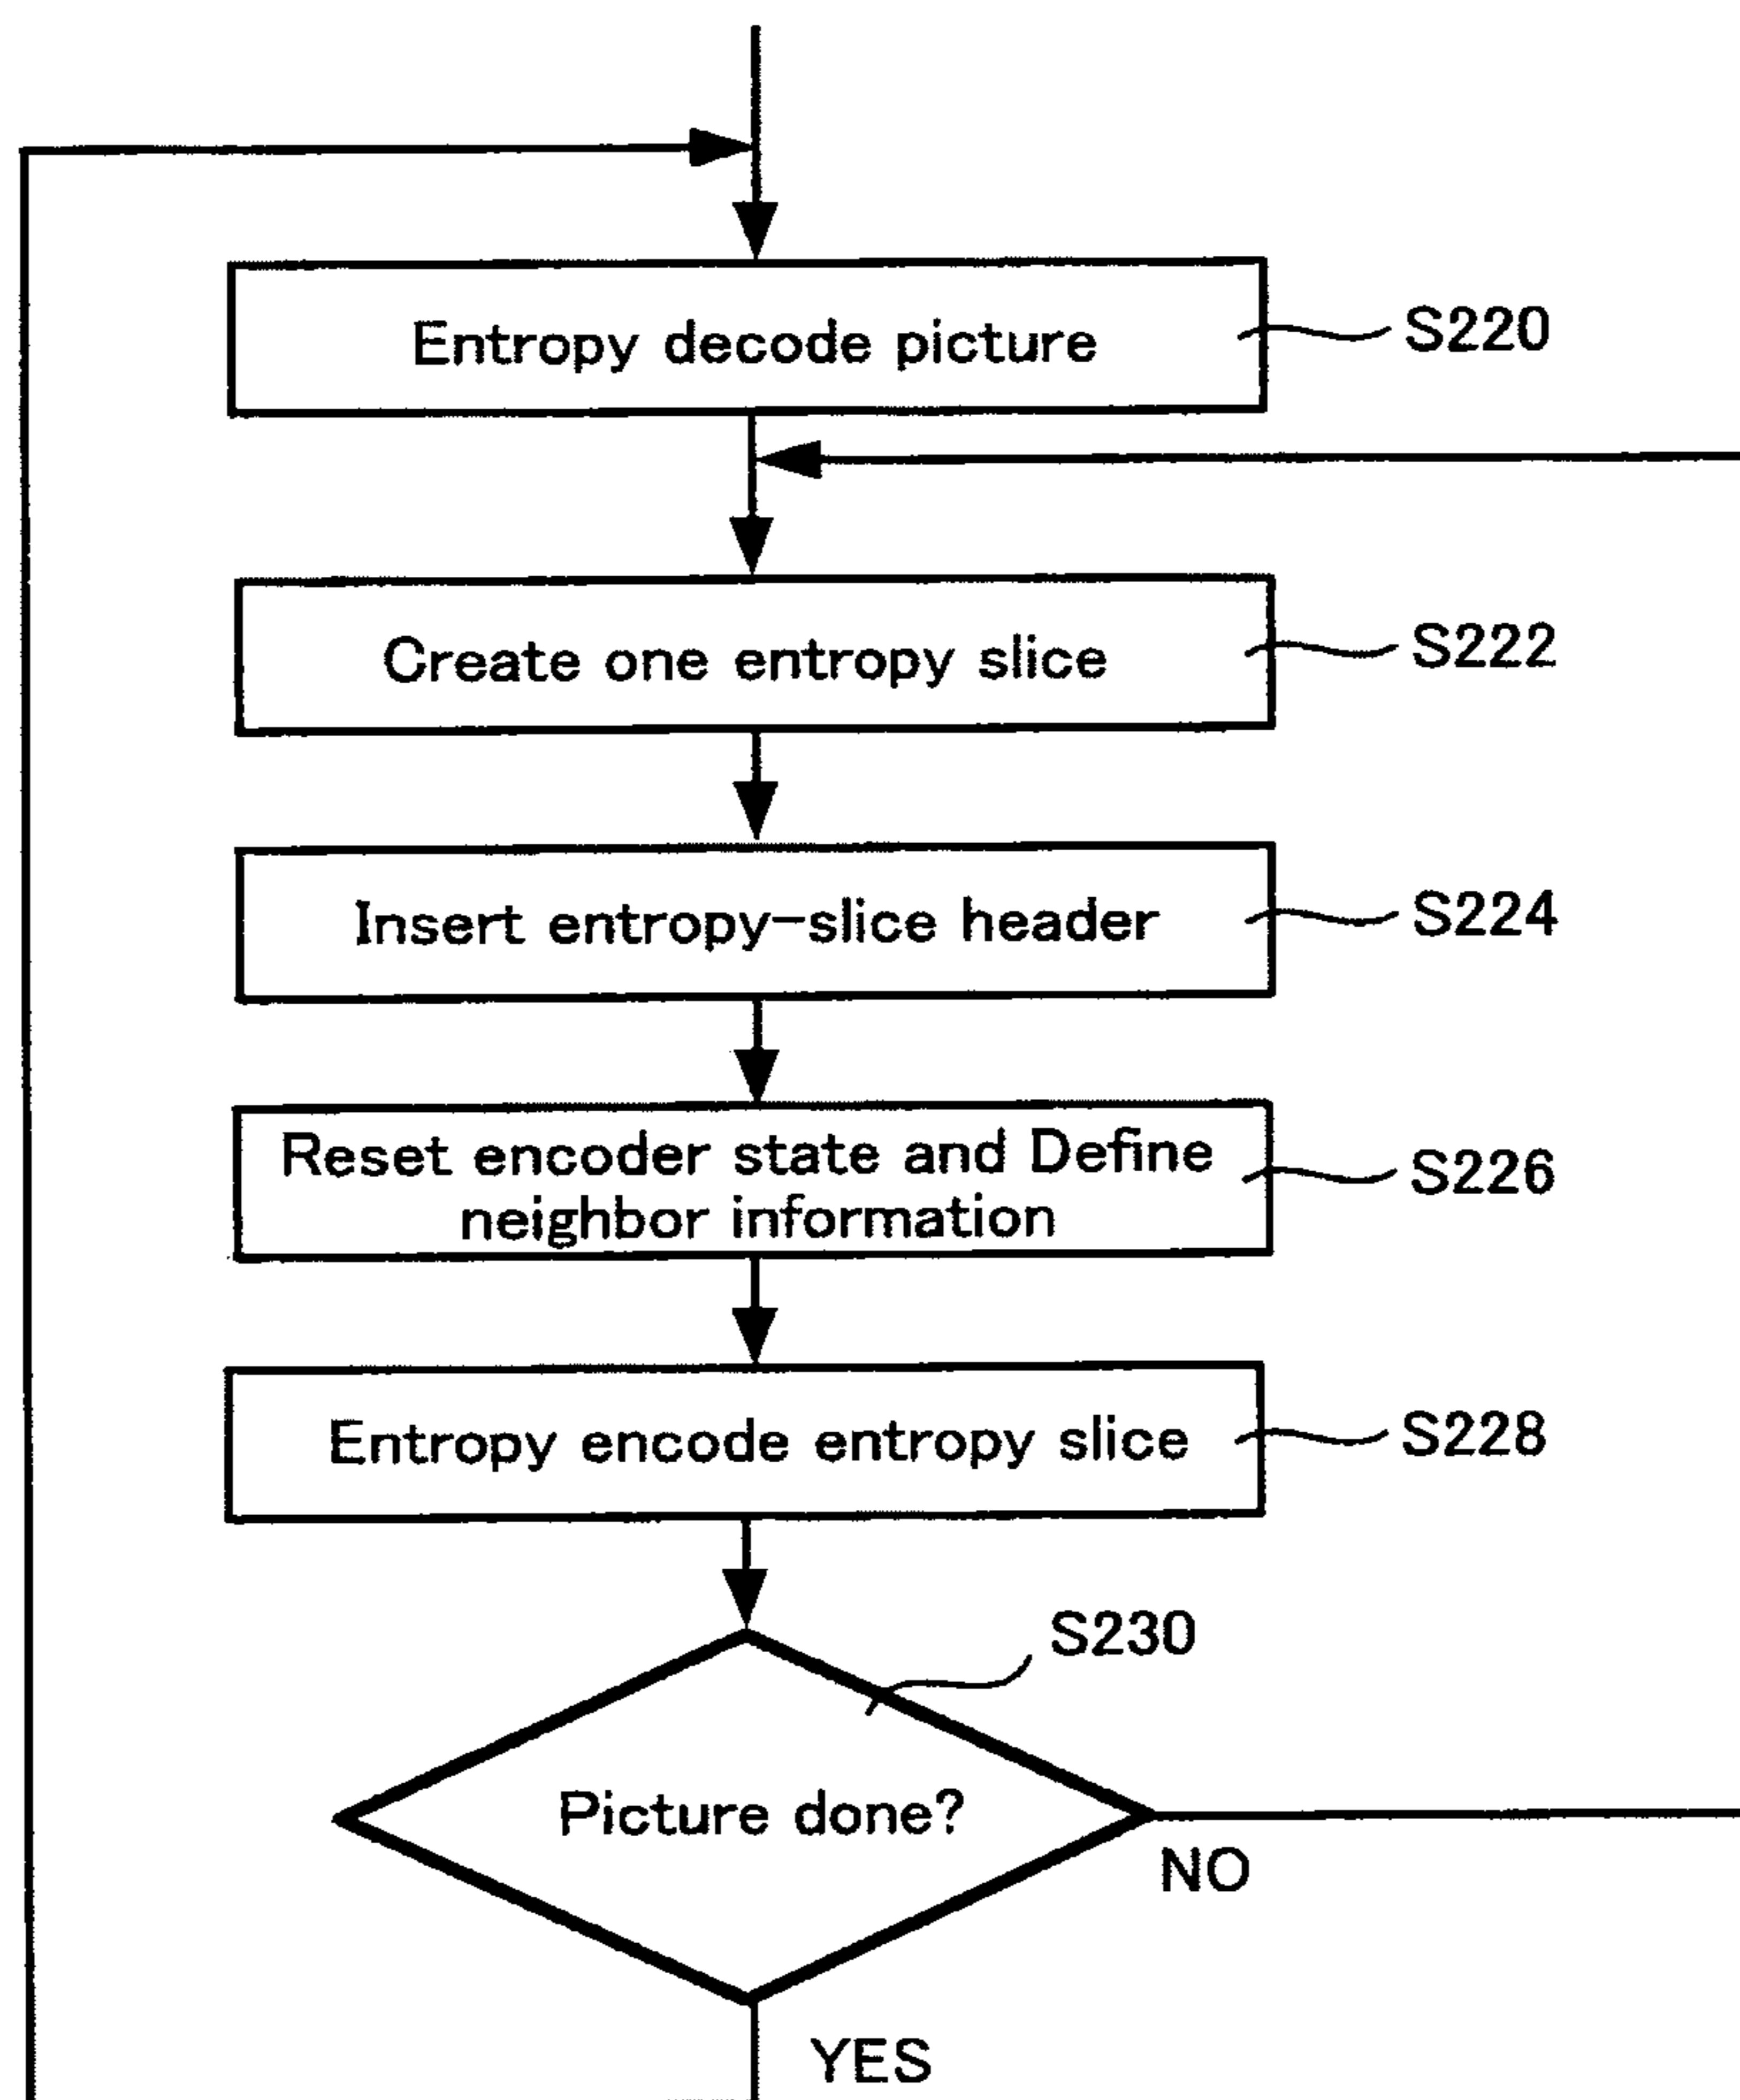 Entropy decode picture
S220
Create one entropy slice
S222
Insert entropy-slice header
S224
Reset encoder state and Define
neighbor information
S226
Entropy encode entropy slice
S228
S230
Picture done?
NO
YES